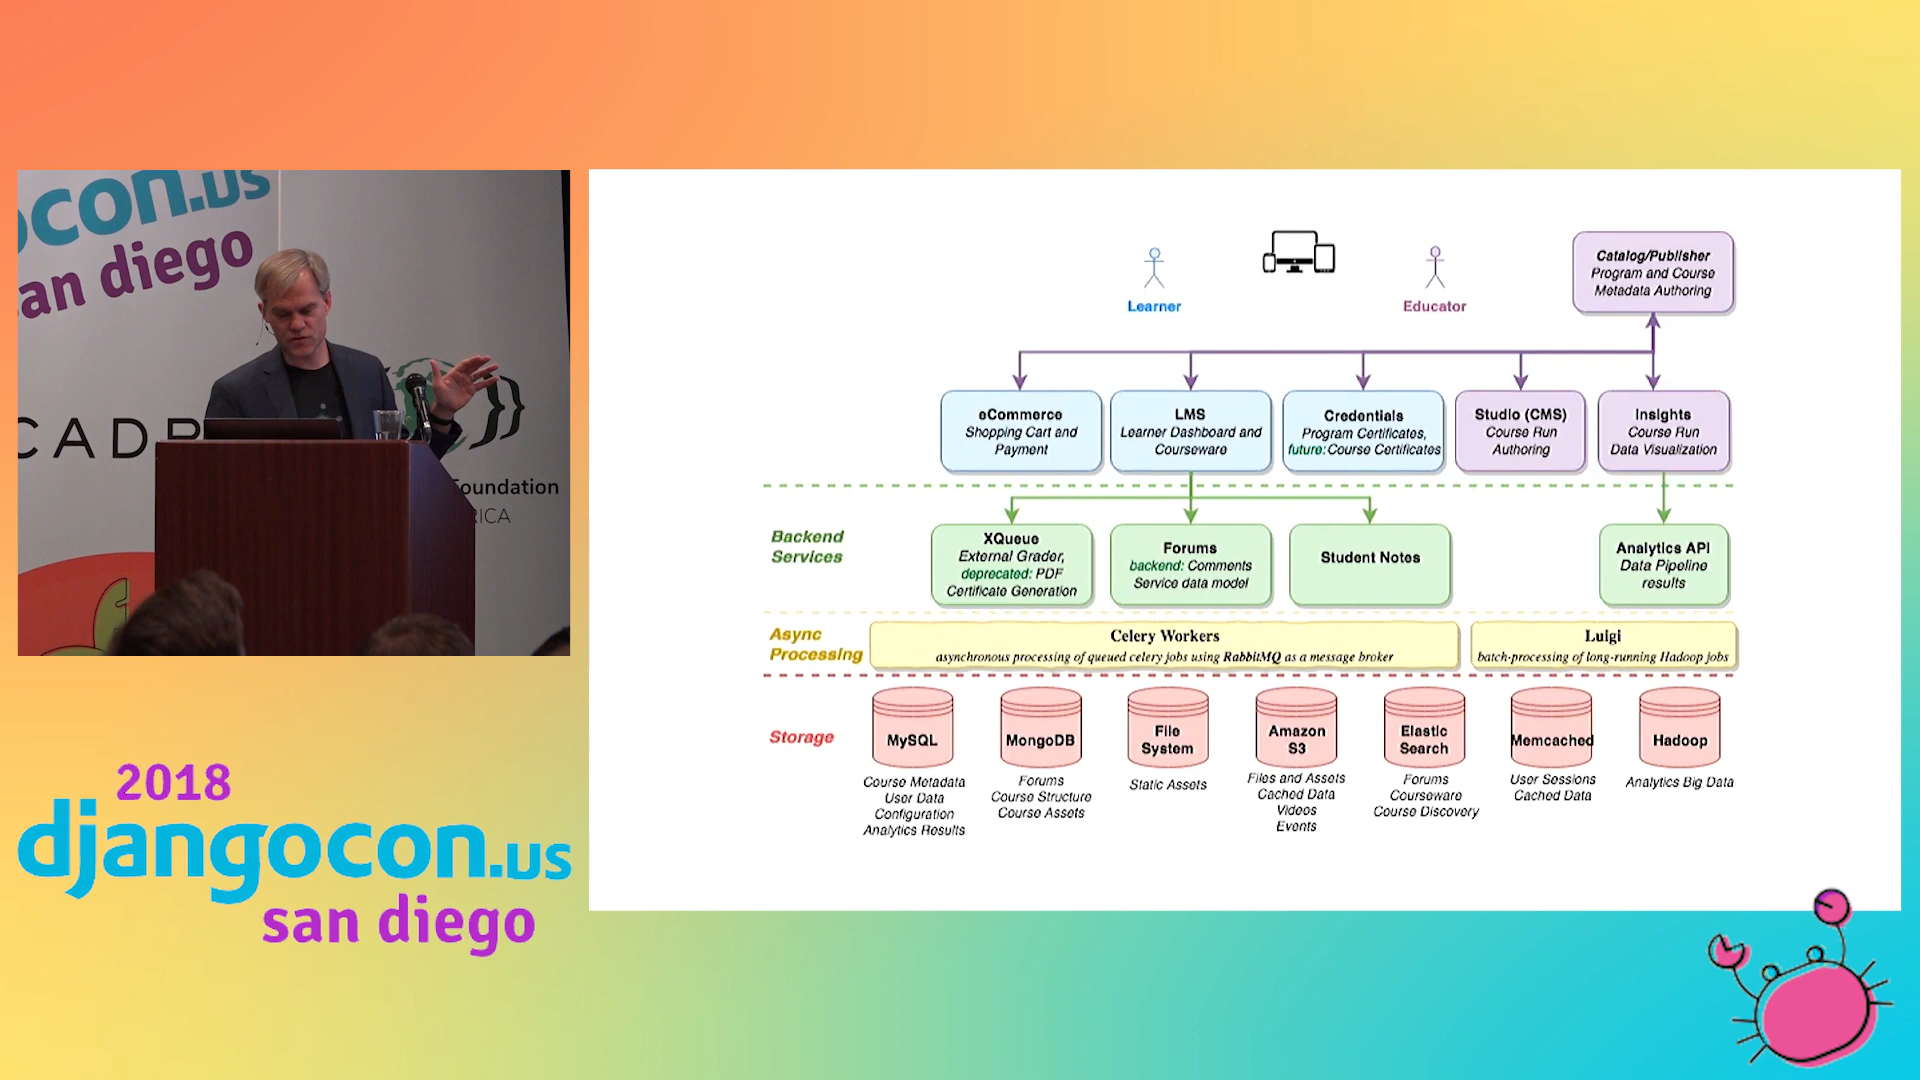 con.us
san diego
CADR
Foundation
RICA
2018
djangocon.us
san diego
Learner
Educator
Catalog/Publisher
Program and Course
Metadata Authoring
eCommerce
Shopping Cart and
Payment
LMS
Learner Dashboard and
Courseware
Credentials
Program Certificates,
future: Course Certificates
Studio (CMS)
Course Run
Authoring
Insights
Course Run
Data Visualization
Backend
Services
XQueue
External Grader,
deprecated: PDF
Certificate Generation
Forums
backend: Comments
Service data model
Student Notes
Analytics API
Data Pipeline
results
Async
Processing
Celery Workers
asynchronous processing of queued celery jobs using RabbitMQ as a message broker
Luigi
batch-processing of long-running Hadoop jobs
Storage
MySQL
Course Metadata
User Data
Configuration
Analytics Results
MongoDB
Forums
Course Structure
Course Assets
File
System
Static Assets
Amazon
S3
Files and Assets
Cached Data
Videos
Events
Elastic
Search
Forums
Courseware
Course Discovery
Memcached
User Sessions
Cached Data
Hadoop
Analytics Big Data